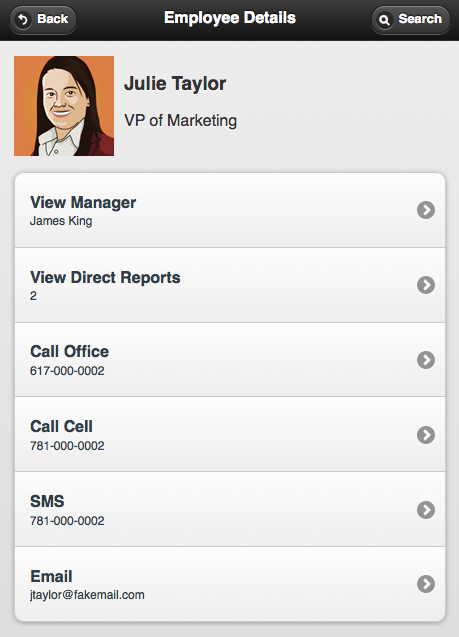 Back
Employee Details
Search
Julie Taylor
VP of Marketing
View Manager
James King
View Direct Reports
2
Call Office
617-000-0002
Call Cell
781-000-0002
SMS
781-000-0002
Email
jtaylor@fakemail.com